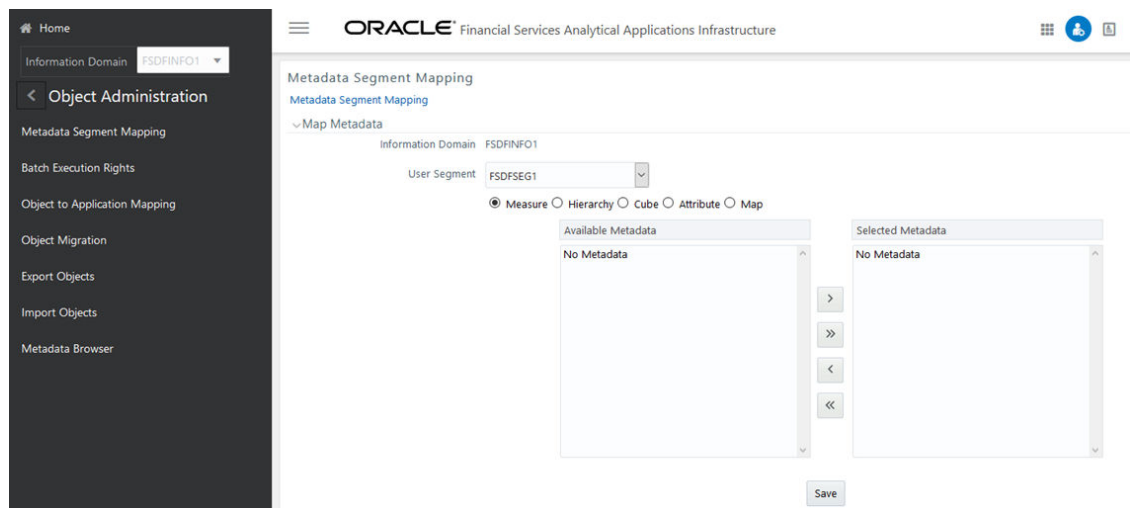 Home
Information Domain FSDFINFO1
Object Administration
Metadata Segment Mapping
Batch Execution Rights
Object to Application Mapping
Object Migration
Export Objects
Import Objects
Metadata Browser
ORACLE Financial Services Analytical Applications Infrastructure
Metadata Segment Mapping
Metadata Segment Mapping
Map Metadata
Information Domain FSDFINFO1
User Segment FSDFSEG1
Measure Hierarchy Cube Attribute Map
Available Metadata Selected Metadata
No Metadata No Metadata
Save